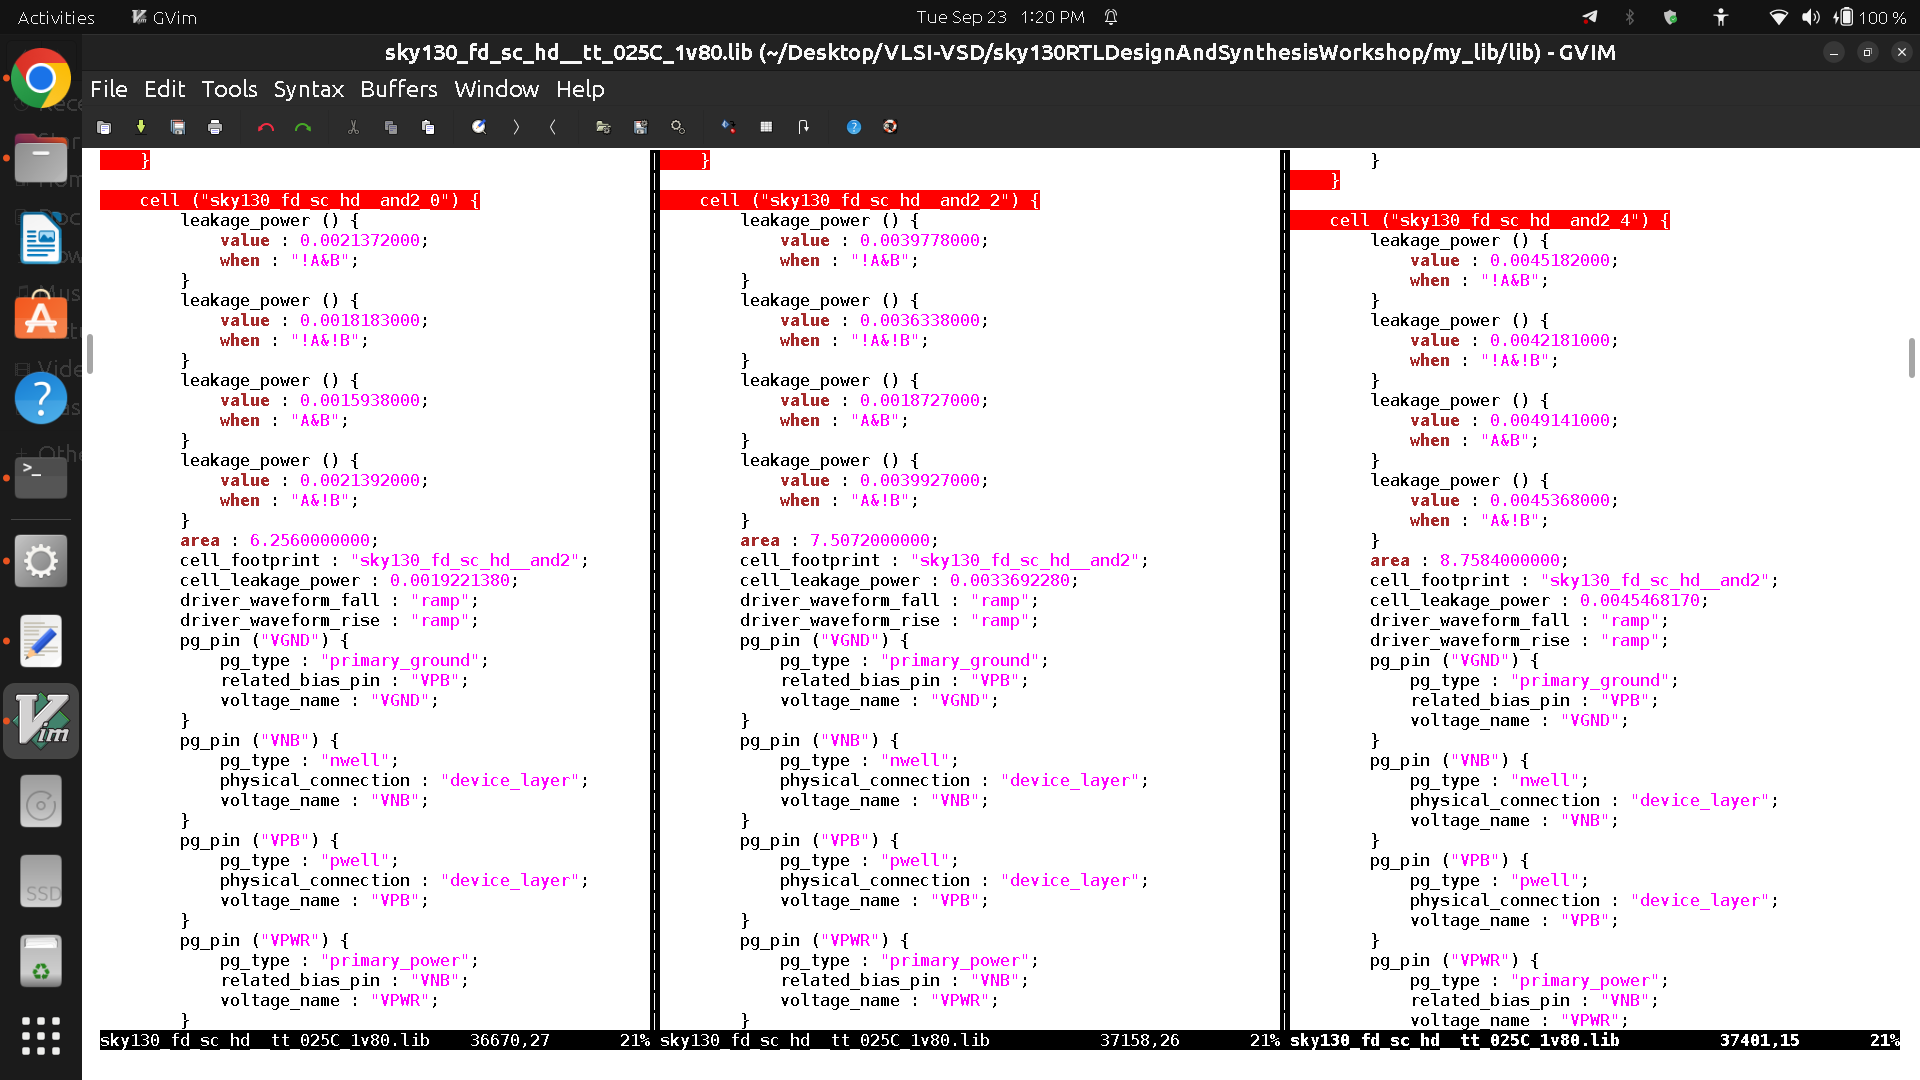 Activities
GVim
Tue Sep 23 1:20 PM
100 %
sky130_fd_sc_hd__tt_025C_1v80.lib (~/Desktop/VLSI-VSD/sky130RTLDesignAndSynthesisWorkshop/my_lib/lib) - GVIM
File Edit Tools Syntax Buffers Window Help
}
cell ("sky130_fd_sc_hd__and2_0") {
leakage_power () {
value : 0.0021372000;
when : "!A&B";
}
leakage_power () {
value : 0.0018183000;
when : "!A&!B";
}
leakage_power () {
value : 0.0015938000;
when : "A&B";
}
leakage_power () {
value : 0.0021392000;
when : "A&!B";
}
area : 6.2560000000;
cell_footprint : "sky130_fd_sc_hd__and2";
cell_leakage_power : 0.0019221380;
driver_waveform_fall : "ramp";
driver_waveform_rise : "ramp";
pg_pin ("VGND") {
pg_type : "primary_ground";
related_bias_pin : "VPB";
voltage_name : "VGND";
}
pg_pin ("VNB") {
pg_type : "nwell";
physical_connection : "device_layer";
voltage_name : "VNB";
}
pg_pin ("VPB") {
pg_type : "pwell";
physical_connection : "device_layer";
voltage_name : "VPB";
}
pg_pin ("VPWR") {
pg_type : "primary_power";
related_bias_pin : "VNB";
voltage_name : "VPWR";
}
sky130_fd_sc_hd__tt_025C_1v80.lib 36670,27 21%
}
cell ("sky130_fd_sc_hd__and2_2") {
leakage_power () {
value : 0.0039778000;
when : "!A&B";
}
leakage_power () {
value : 0.0036338000;
when : "!A&!B";
}
leakage_power () {
value : 0.0018727000;
when : "A&B";
}
leakage_power () {
value : 0.0039927000;
when : "A&!B";
}
area : 7.5072000000;
cell_footprint : "sky130_fd_sc_hd__and2";
cell_leakage_power : 0.0033692280;
driver_waveform_fall : "ramp";
driver_waveform_rise : "ramp";
pg_pin ("VGND") {
pg_type : "primary_ground";
related_bias_pin : "VPB";
voltage_name : "VGND";
}
pg_pin ("VNB") {
pg_type : "nwell";
physical_connection : "device_layer";
voltage_name : "VNB";
}
pg_pin ("VPB") {
pg_type : "pwell";
physical_connection : "device_layer";
voltage_name : "VPB";
}
pg_pin ("VPWR") {
pg_type : "primary_power";
related_bias_pin : "VNB";
voltage_name : "VPWR";
}
sky130_fd_sc_hd__tt_025C_1v80.lib 37158,26 21%
}
}
cell ("sky130_fd_sc_hd__and2_4") {
leakage_power () {
value : 0.0045182000;
when : "!A&B";
}
leakage_power () {
value : 0.0042181000;
when : "!A&!B";
}
leakage_power () {
value : 0.0049141000;
when : "A&B";
}
leakage_power () {
value : 0.0045368000;
when : "A&!B";
}
area : 8.7584000000;
cell_footprint : "sky130_fd_sc_hd__and2";
cell_leakage_power : 0.0045468170;
driver_waveform_fall : "ramp";
driver_waveform_rise : "ramp";
pg_pin ("VGND") {
pg_type : "primary_ground";
related_bias_pin : "VPB";
voltage_name : "VGND";
}
pg_pin ("VNB") {
pg_type : "nwell";
physical_connection : "device_layer";
voltage_name : "VNB";
}
pg_pin ("VPB") {
pg_type : "pwell";
physical_connection : "device_layer";
voltage_name : "VPB";
}
pg_pin ("VPWR") {
pg_type : "primary_power";
related_bias_pin : "VNB";
voltage_name : "VPWR";
sky130_fd_sc_hd__tt_025C_1v80.lib 37401,15 21%
Vim
SSD